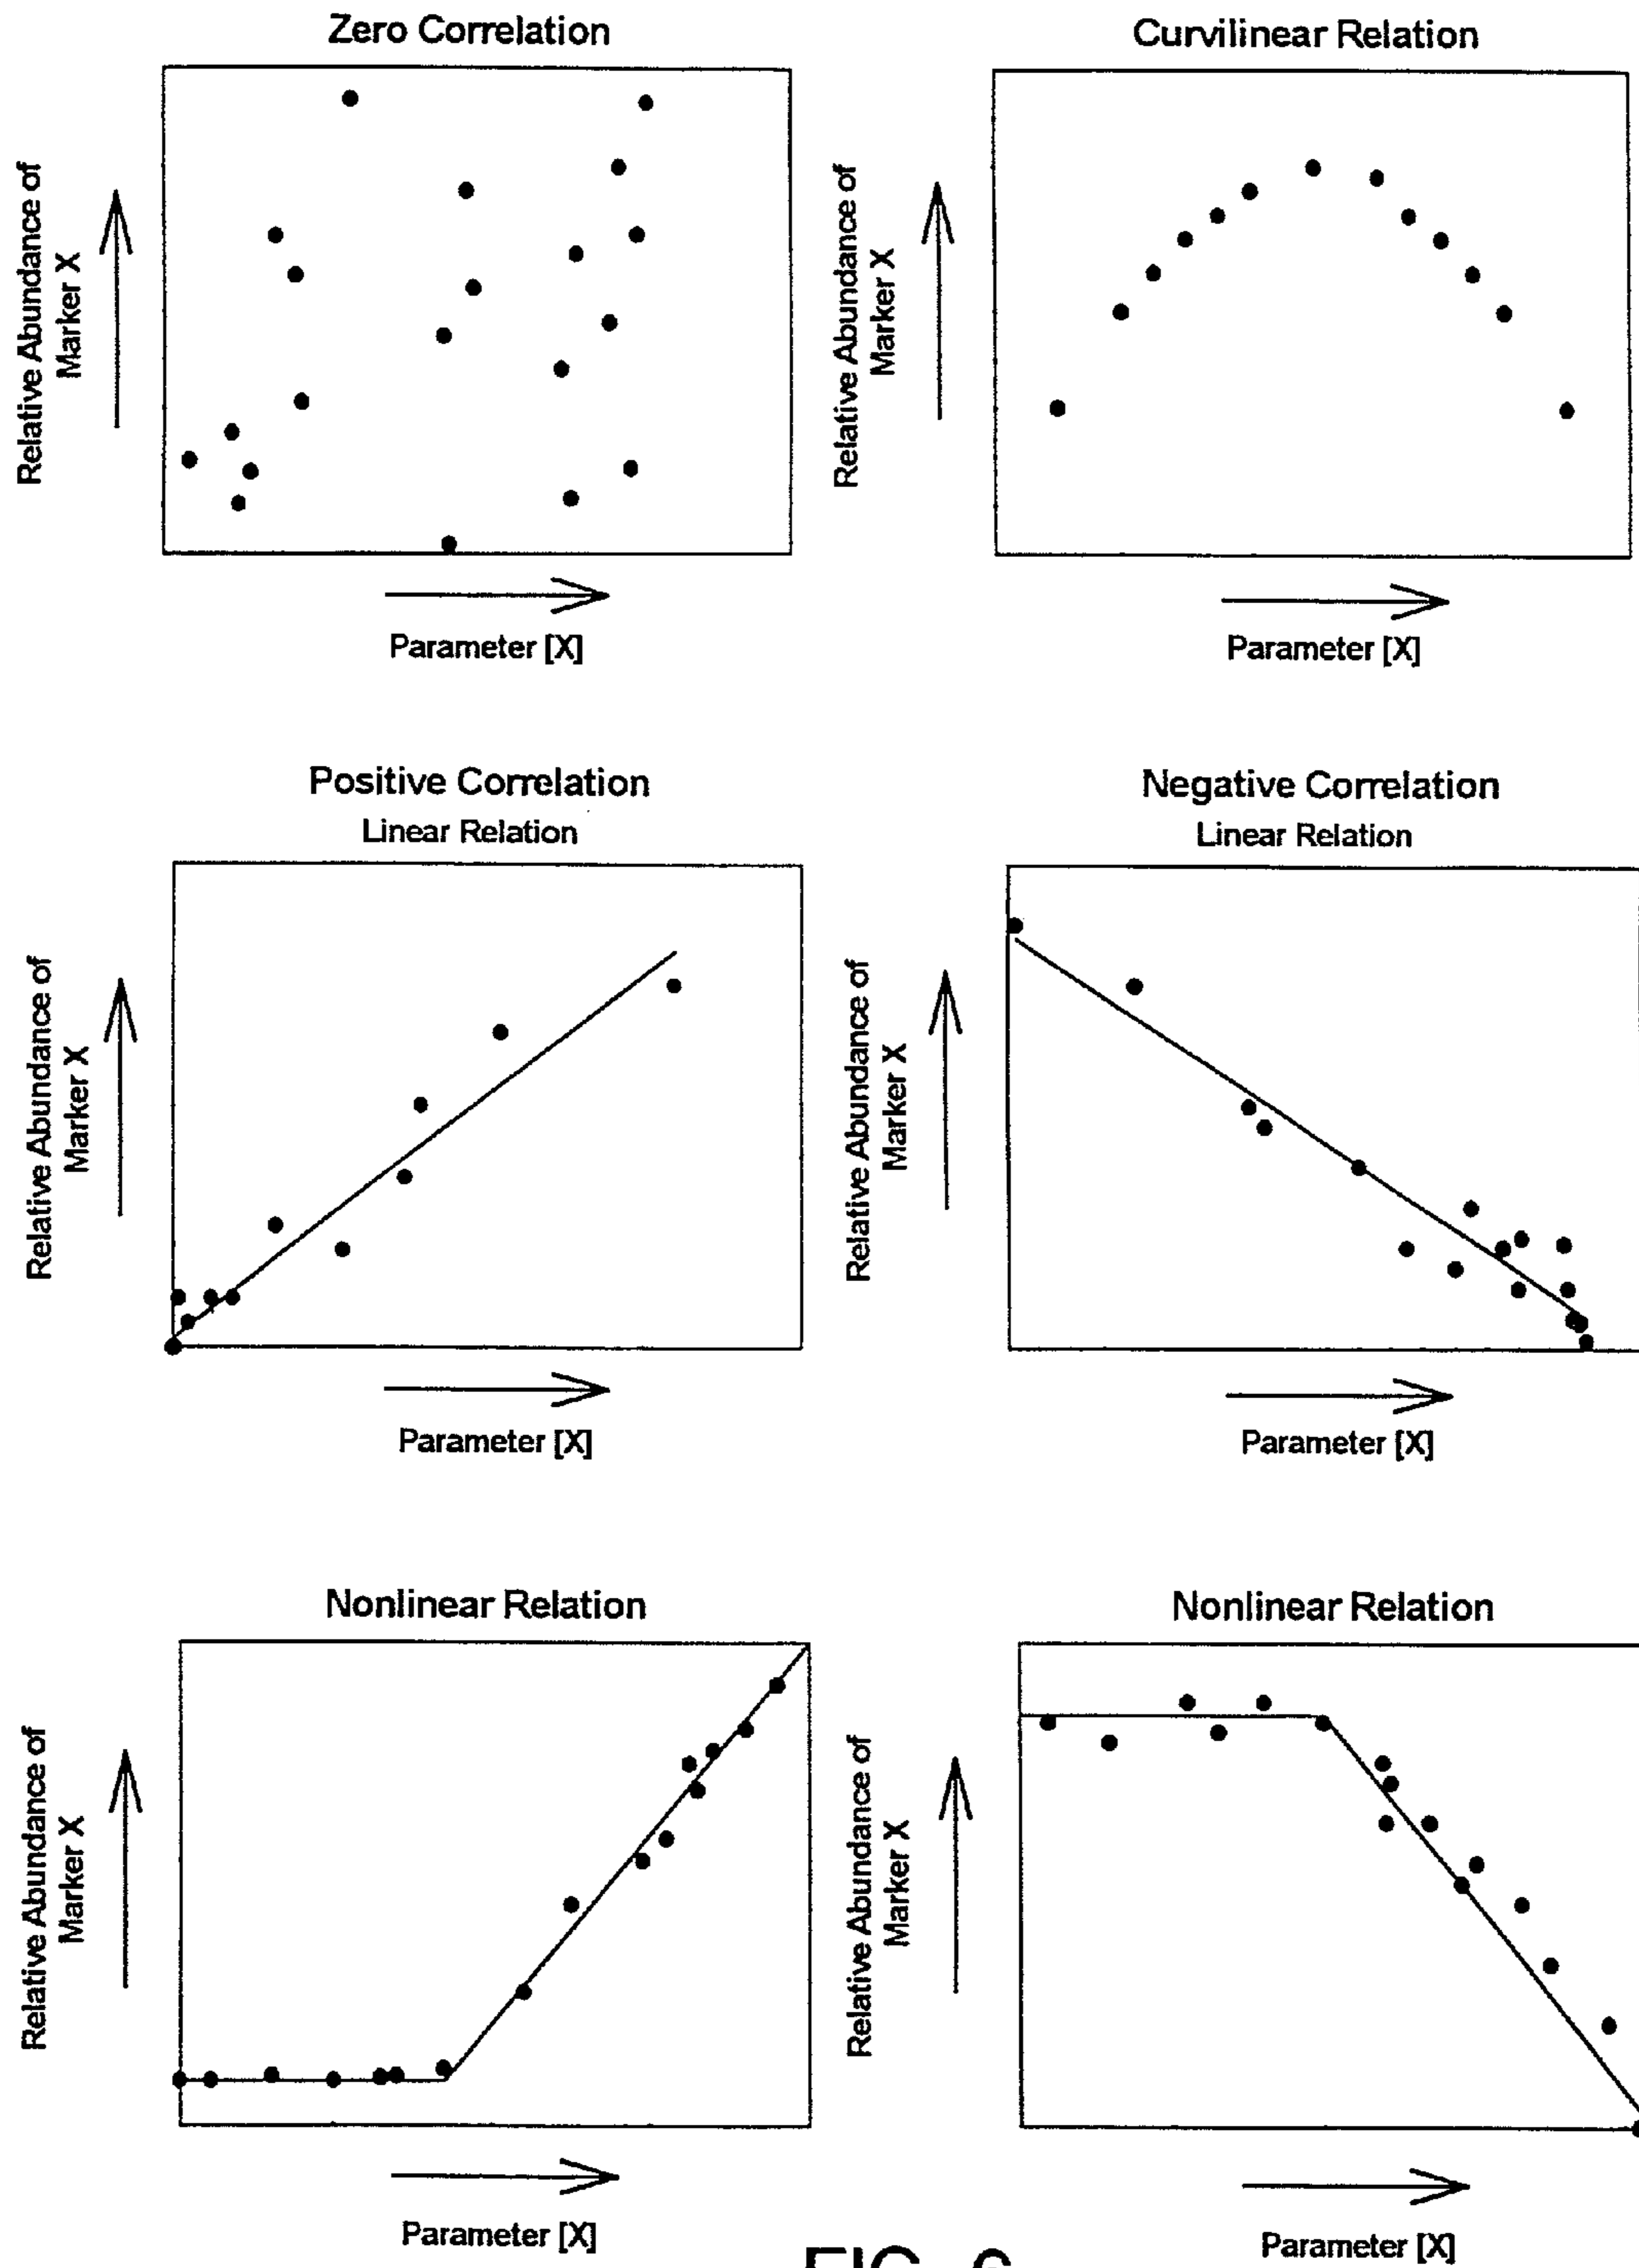 Zero Correlation
Relative Abundance of
Marker X
Parameter [X]
Curvilinear Relation
Relative Abundance of
Marker X
Parameter [X]
Positive Correlation
Linear Relation
Relative Abundance of
Marker X
Parameter [X]
Negative Correlation
Linear Relation
Relative Abundance of
Marker X
Parameter [X]
Nonlinear Relation
Relative Abundance of
Marker X
Parameter [X]
Nonlinear Relation
Relative Abundance of
Marker X
Parameter [X]